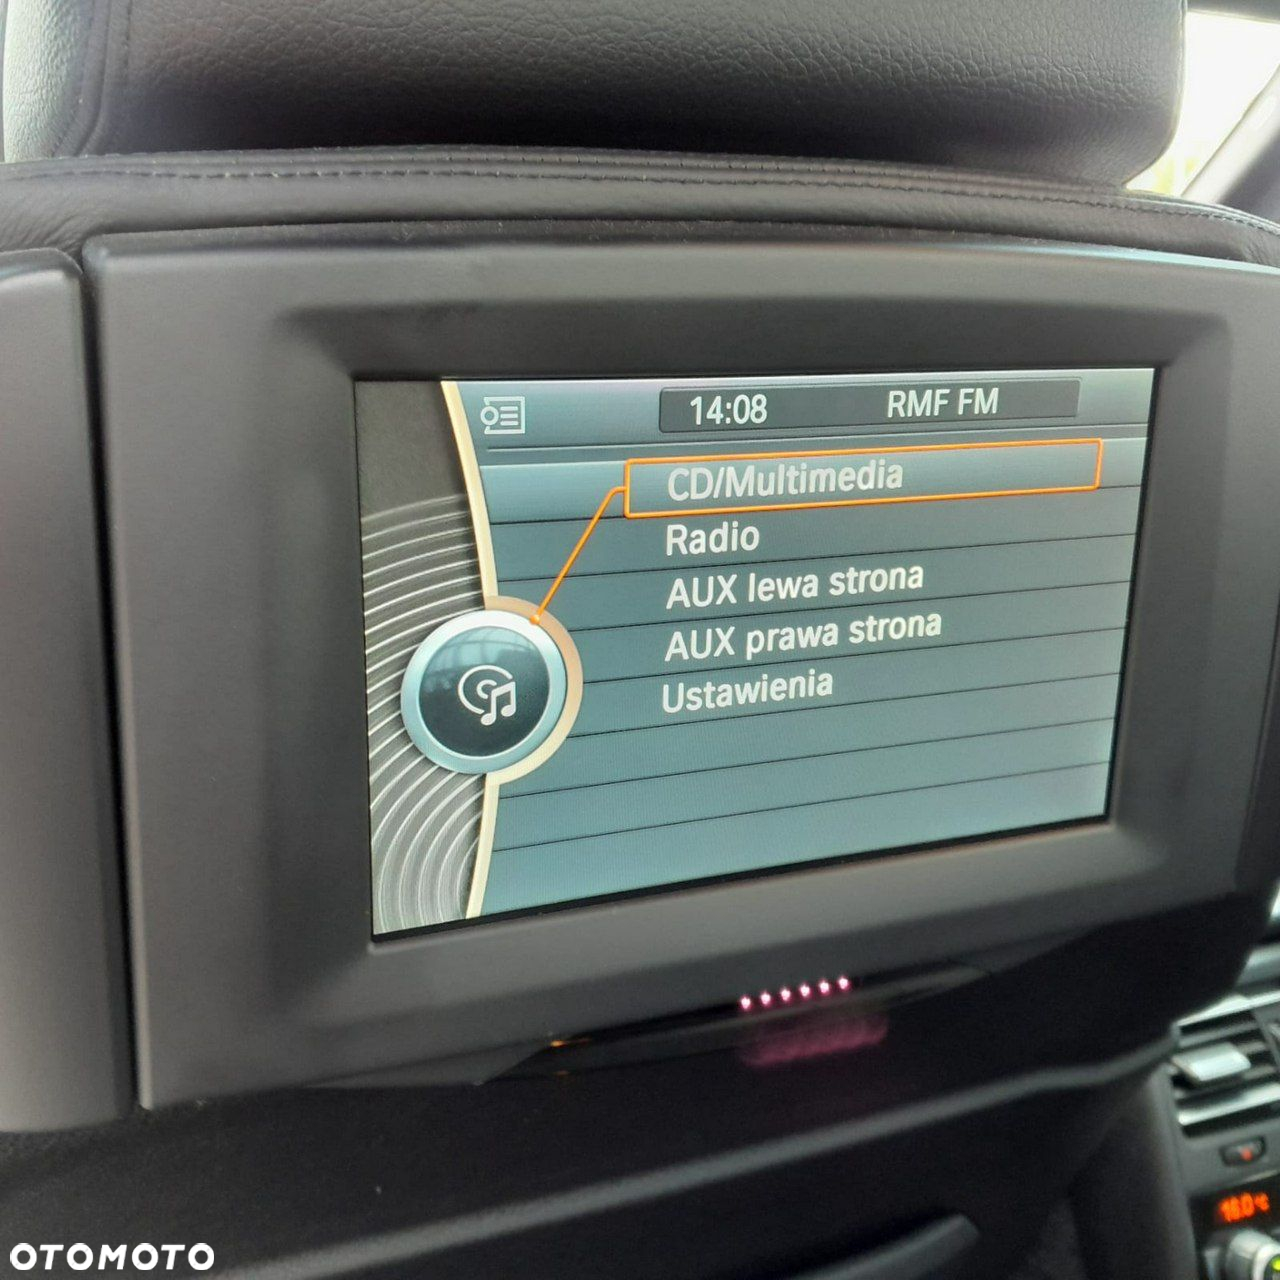 14:08 RMF FM
CD/Multimedia
Radio
AUX lewa strona
AUX prawa strona
Ustawienia
OTOMOTO